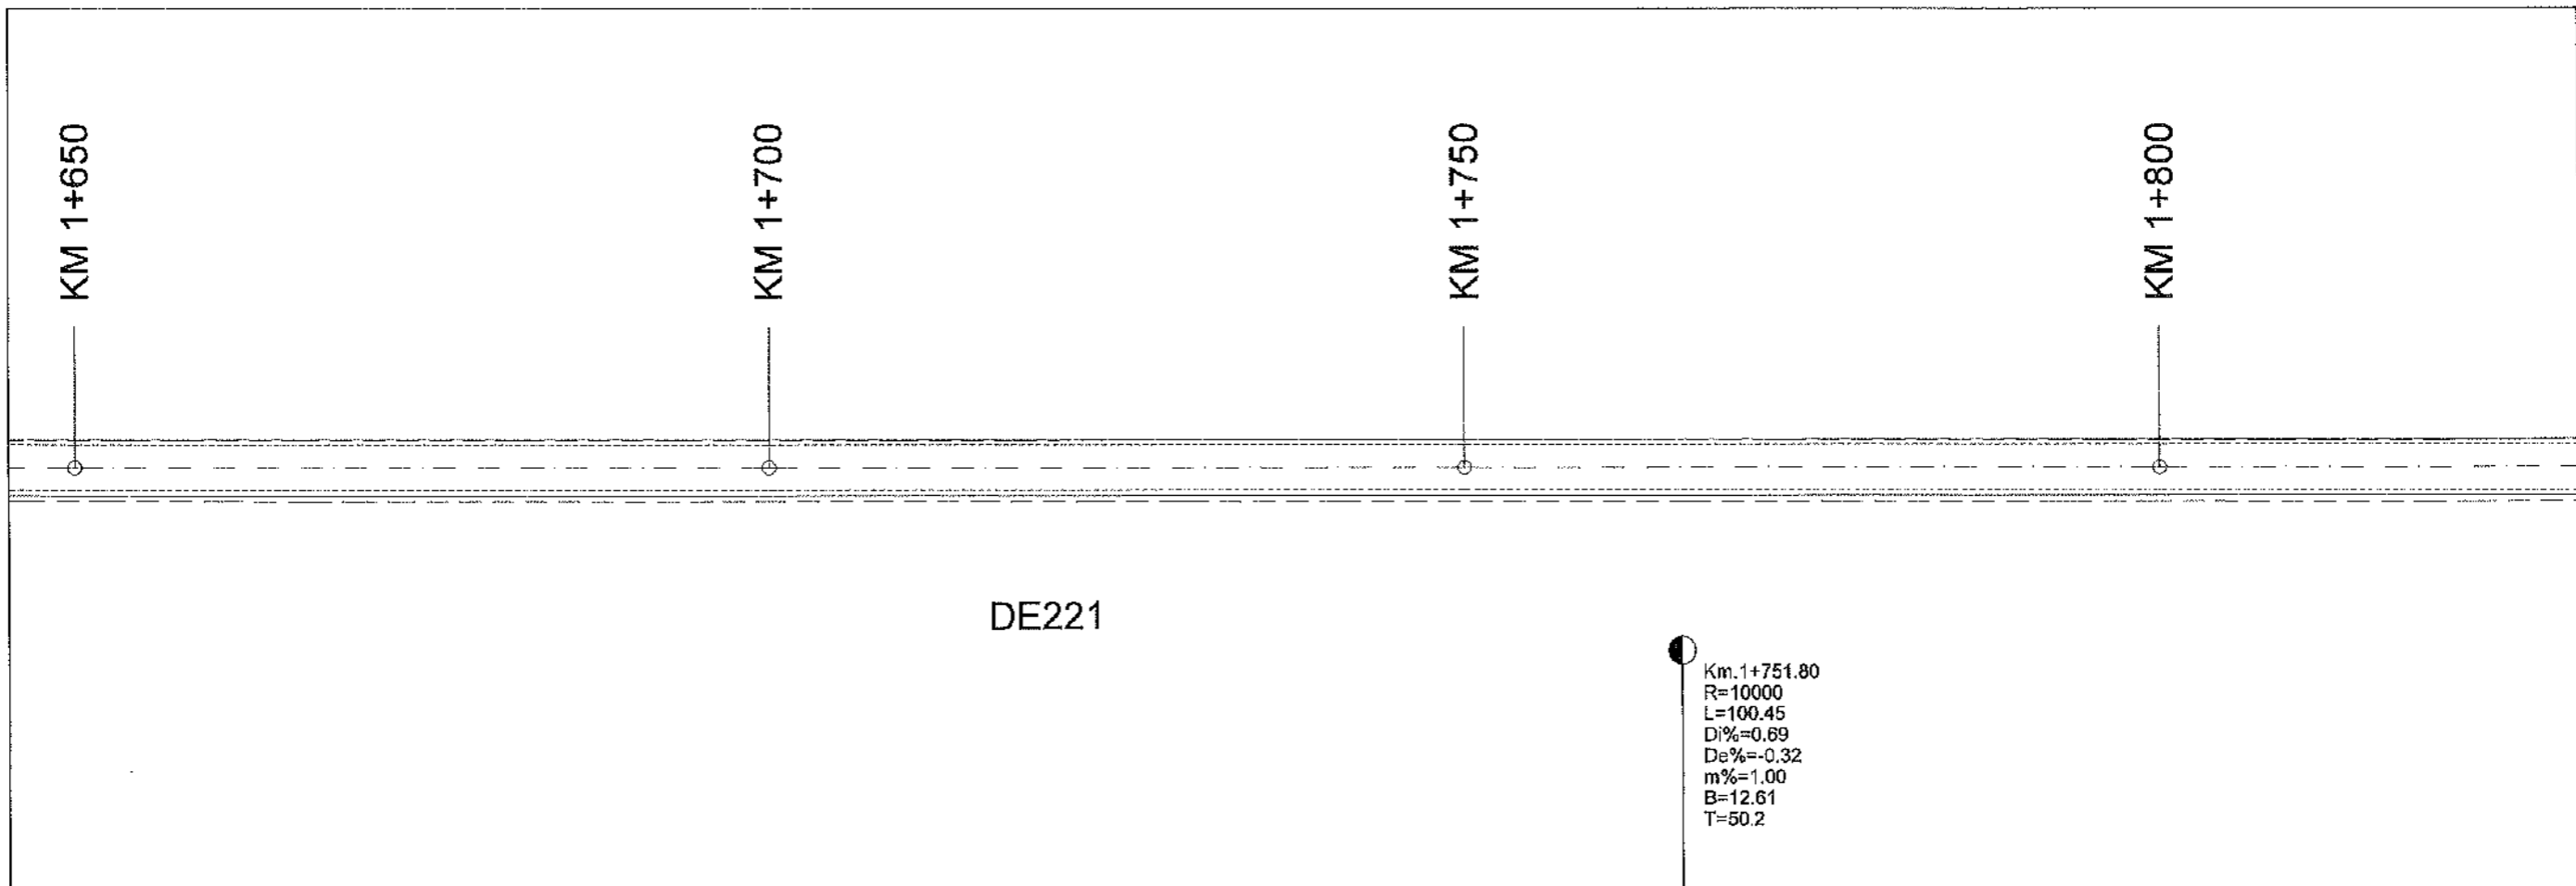 KM 1+650
KM 1+700
KM 1+750
KM 1+800
DE221
Km.1+751.80
R=10000
L=100.45
Di%=0.69
De%=-0.32
m%=1.00
B=12.61
T=50.2